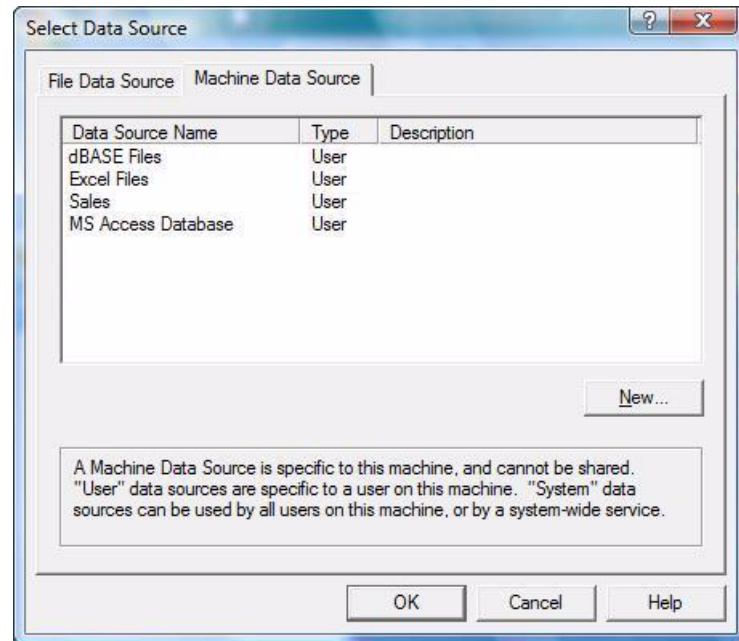 Select Data Source
File Data Source Machine Data Source
Data Source Name Type Description
dBASE Files User
Excel Files User
Sales User
MS Access Database User
New...
A Machine Data Source is specific to this machine, and cannot be shared.
"User" data sources are specific to a user on this machine. "System" data
sources can be used by all users on this machine, or by a system-wide service.
OK Cancel Help